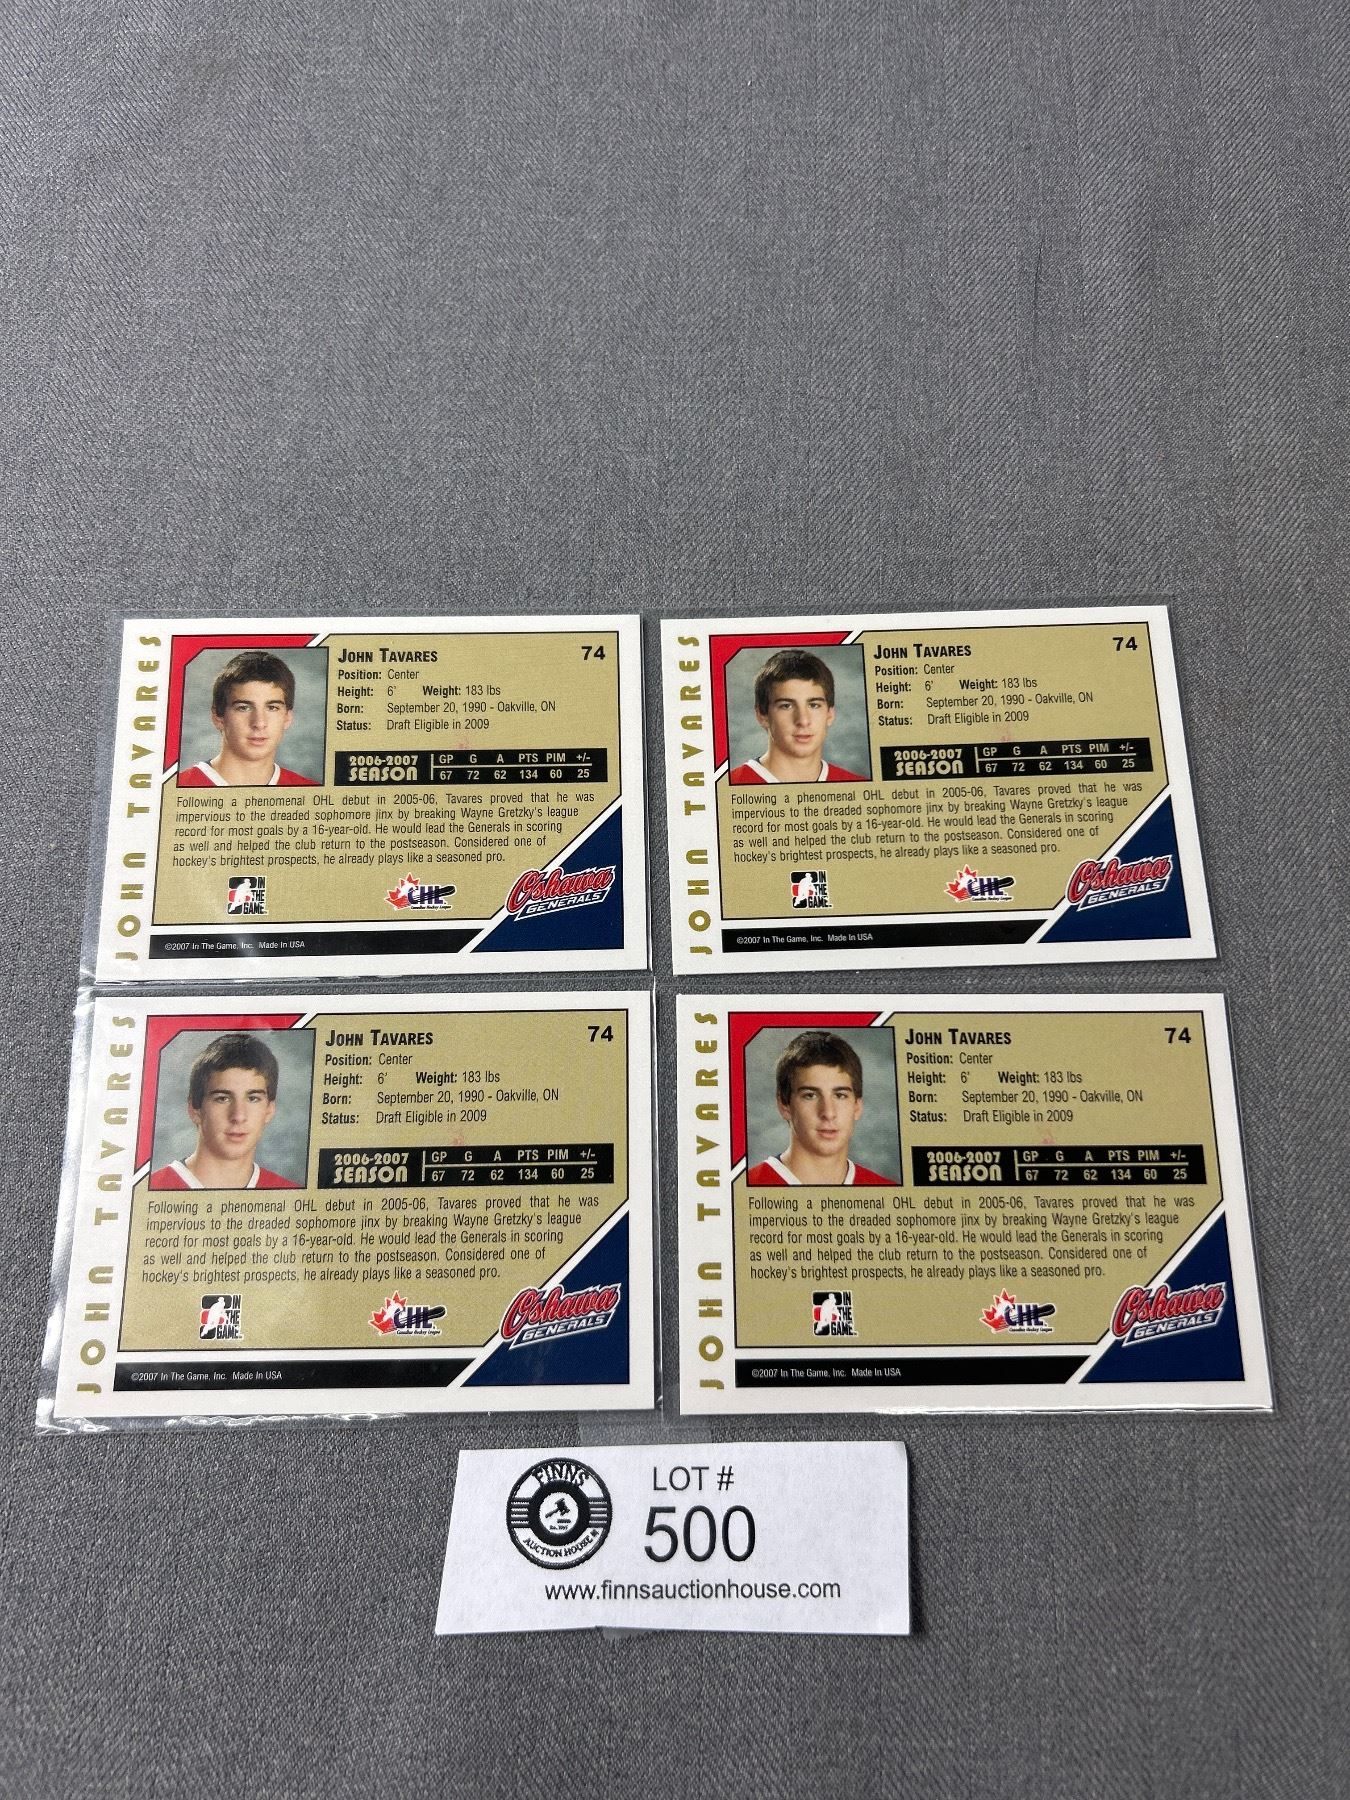 JOHN TAVARES
JOHN TAVARES
74
Position: Center
Height: 6' Weight: 183 lbs
Born: September 20, 1990 - Oakville, ON
Status: Draft Eligible in 2009
2006-2007 SEASON
GP G A PTS PIM +/-
67 72 62 134 60 25
Following a phenomenal OHL debut in 2005-06, Tavares proved that he was
impervious to the dreaded sophomore jinx by breaking Wayne Gretzky's league
record for most goals by a 16-year-old. He would lead the Generals in scoring
as well and helped the club return to the postseason. Considered one of
hockey's brightest prospects, he already plays like a seasoned pro.
IN THE GAME
CHL
Canadian Hockey League
Oshawa
GENERALS
©2007 In The Game, Inc. Made In USA
JOHN TAVARES
JOHN TAVARES
74
Position: Center
Height: 6' Weight: 183 lbs
Born: September 20, 1990 - Oakville, ON
Status: Draft Eligible in 2009
2006-2007 SEASON
GP G A PTS PIM +/-
67 72 62 134 60 25
Following a phenomenal OHL debut in 2005-06, Tavares proved that he was
impervious to the dreaded sophomore jinx by breaking Wayne Gretzky's league
record for most goals by a 16-year-old. He would lead the Generals in scoring
as well and helped the club return to the postseason. Considered one of
hockey's brightest prospects, he already plays like a seasoned pro.
IN THE GAME
CHL
Canadian Hockey League
Oshawa
GENERALS
©2007 In The Game, Inc. Made In USA
JOHN TAVARES
JOHN TAVARES
74
Position: Center
Height: 6' Weight: 183 lbs
Born: September 20, 1990 - Oakville, ON
Status: Draft Eligible in 2009
2006-2007 SEASON
GP G A PTS PIM +/-
67 72 62 134 60 25
Following a phenomenal OHL debut in 2005-06, Tavares proved that he was
impervious to the dreaded sophomore jinx by breaking Wayne Gretzky's league
record for most goals by a 16-year-old. He would lead the Generals in scoring
as well and helped the club return to the postseason. Considered one of
hockey's brightest prospects, he already plays like a seasoned pro.
IN THE GAME
CHL
Canadian Hockey League
Oshawa
GENERALS
©2007 In The Game, Inc. Made In USA
JOHN TAVARES
JOHN TAVARES
74
Position: Center
Height: 6' Weight: 183 lbs
Born: September 20, 1990 - Oakville, ON
Status: Draft Eligible in 2009
2006-2007 SEASON
GP G A PTS PIM +/-
67 72 62 134 60 25
Following a phenomenal OHL debut in 2005-06, Tavares proved that he was
impervious to the dreaded sophomore jinx by breaking Wayne Gretzky's league
record for most goals by a 16-year-old. He would lead the Generals in scoring
as well and helped the club return to the postseason. Considered one of
hockey's brightest prospects, he already plays like a seasoned pro.
IN THE GAME
CHL
Canadian Hockey League
Oshawa
GENERALS
©2007 In The Game, Inc. Made In USA
FINNS
AUCTION HOUSE
LOT #
500
www.finnsauctionhouse.com